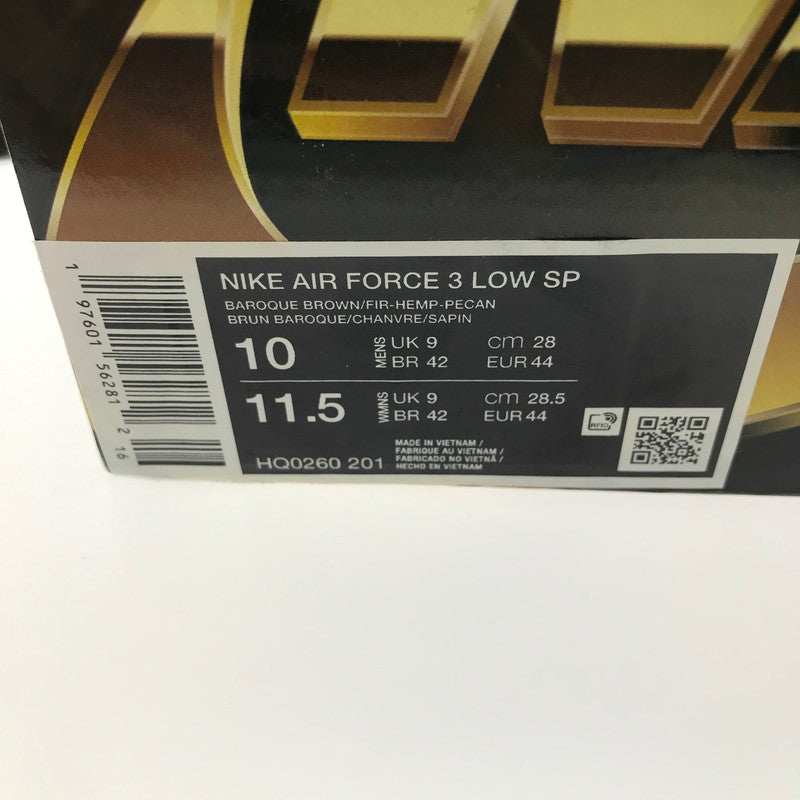 NIKE AIR FORCE 3 LOW SP
BAROQUE BROWN/FIR-HEMP-PECAN
BRUN BAROQUE/CHANVRE/SAPIN
10 MENS UK 9 cm 28
BR 42 EUR 44
11.5 WMNS UK 9 cm 28.5
BR 42 EUR 44
HQ0260 201
MADE IN VIETNAM /
FABRIQUE AU VIETNAM /
FABRICADO NO VIETNÃ /
HECHO EN VIETNAM
RFID
1 97601 56281 2 16